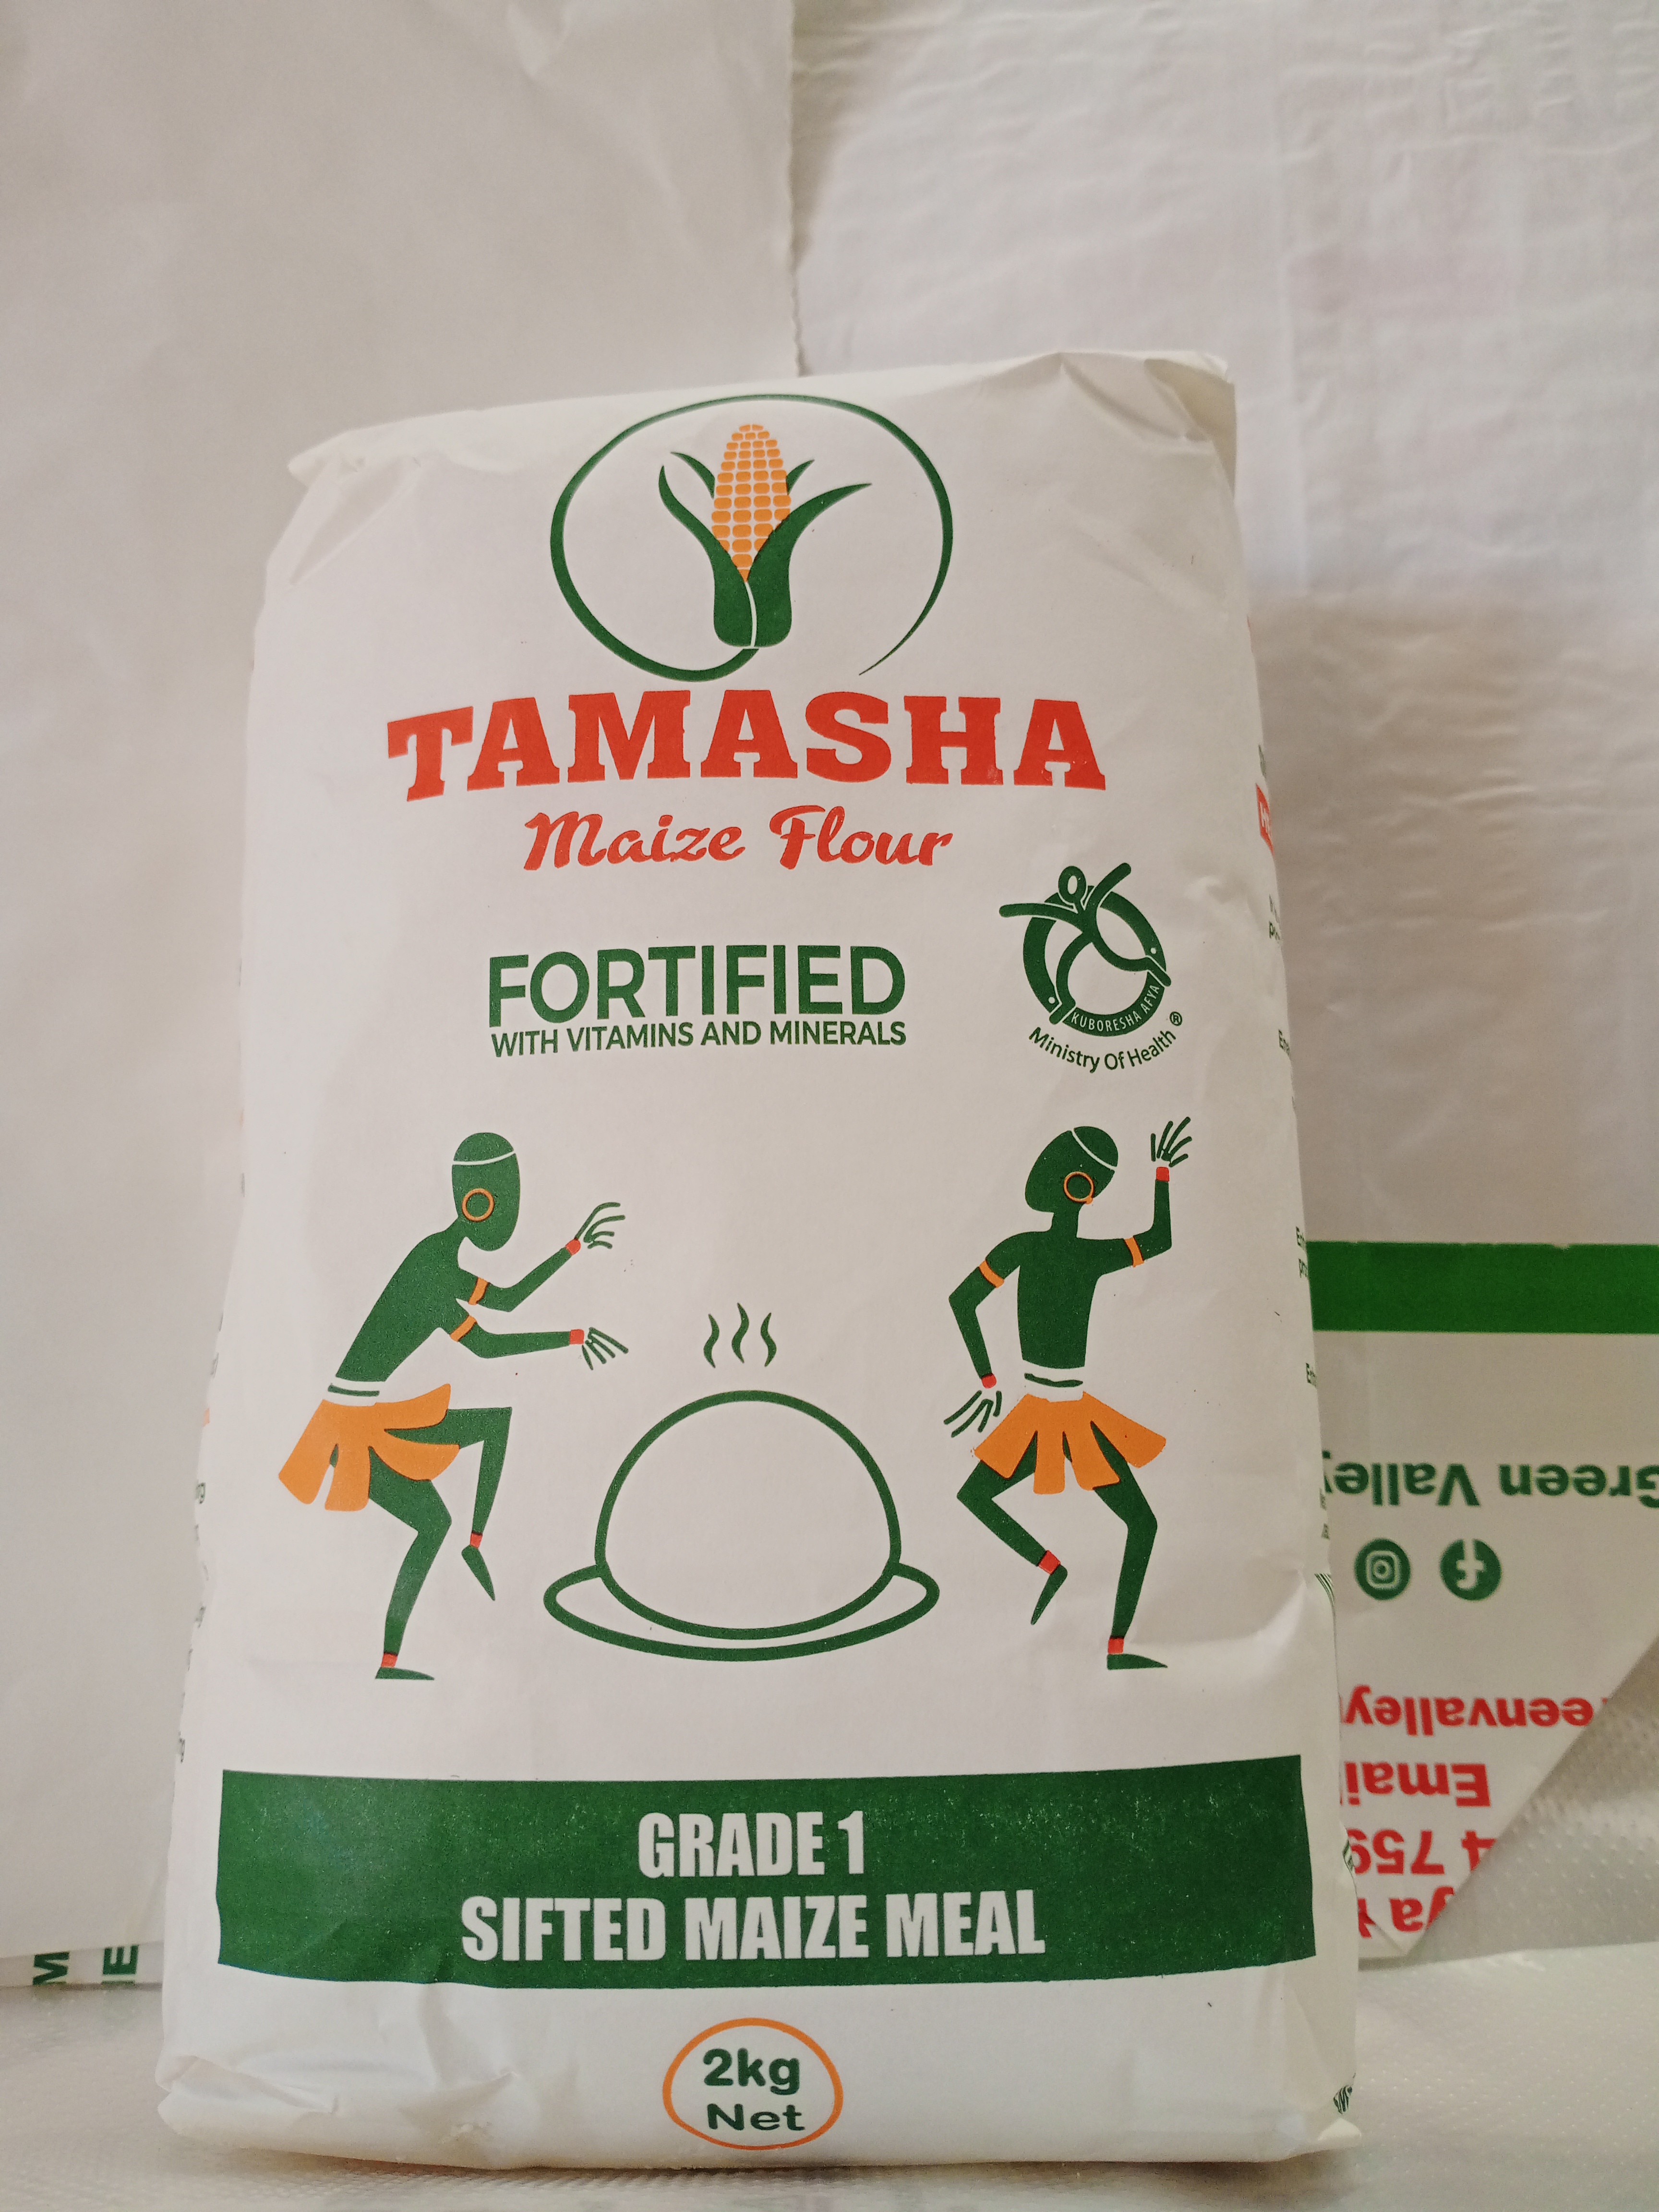 TAMASHA
Maize Flour
FORTIFIED
WITH VITAMINS AND MINERALS
KUBORESHA AFYA
Ministry Of Health ®
GRADE 1
SIFTED MAIZE MEAL
2kg
Net
Green Valley